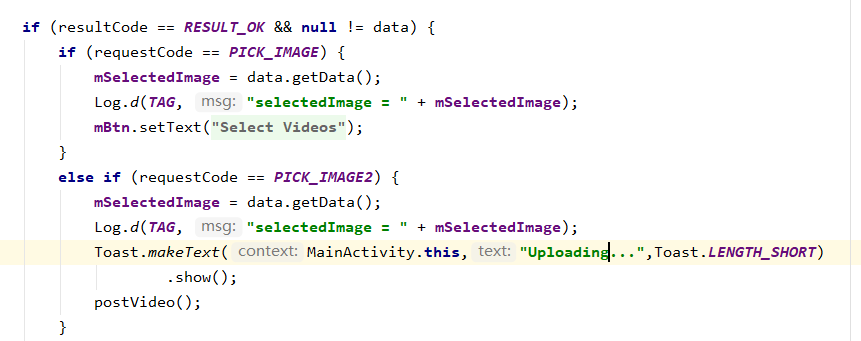 if (resultCode == RESULT_OK && null != data) {
if (requestCode == PICK_IMAGE) {
mSelectedImage = data.getData();
Log.d(TAG, msg: "selectedImage = " + mSelectedImage);
mBtn.setText("Select Videos");
}
else if (requestCode == PICK_IMAGE2) {
mSelectedImage = data.getData();
Log.d(TAG, msg: "selectedImage = " + mSelectedImage);
Toast.makeText( context: MainActivity.this, text: "Uploading...",Toast.LENGTH_SHORT)
.show();
postVideo();
}